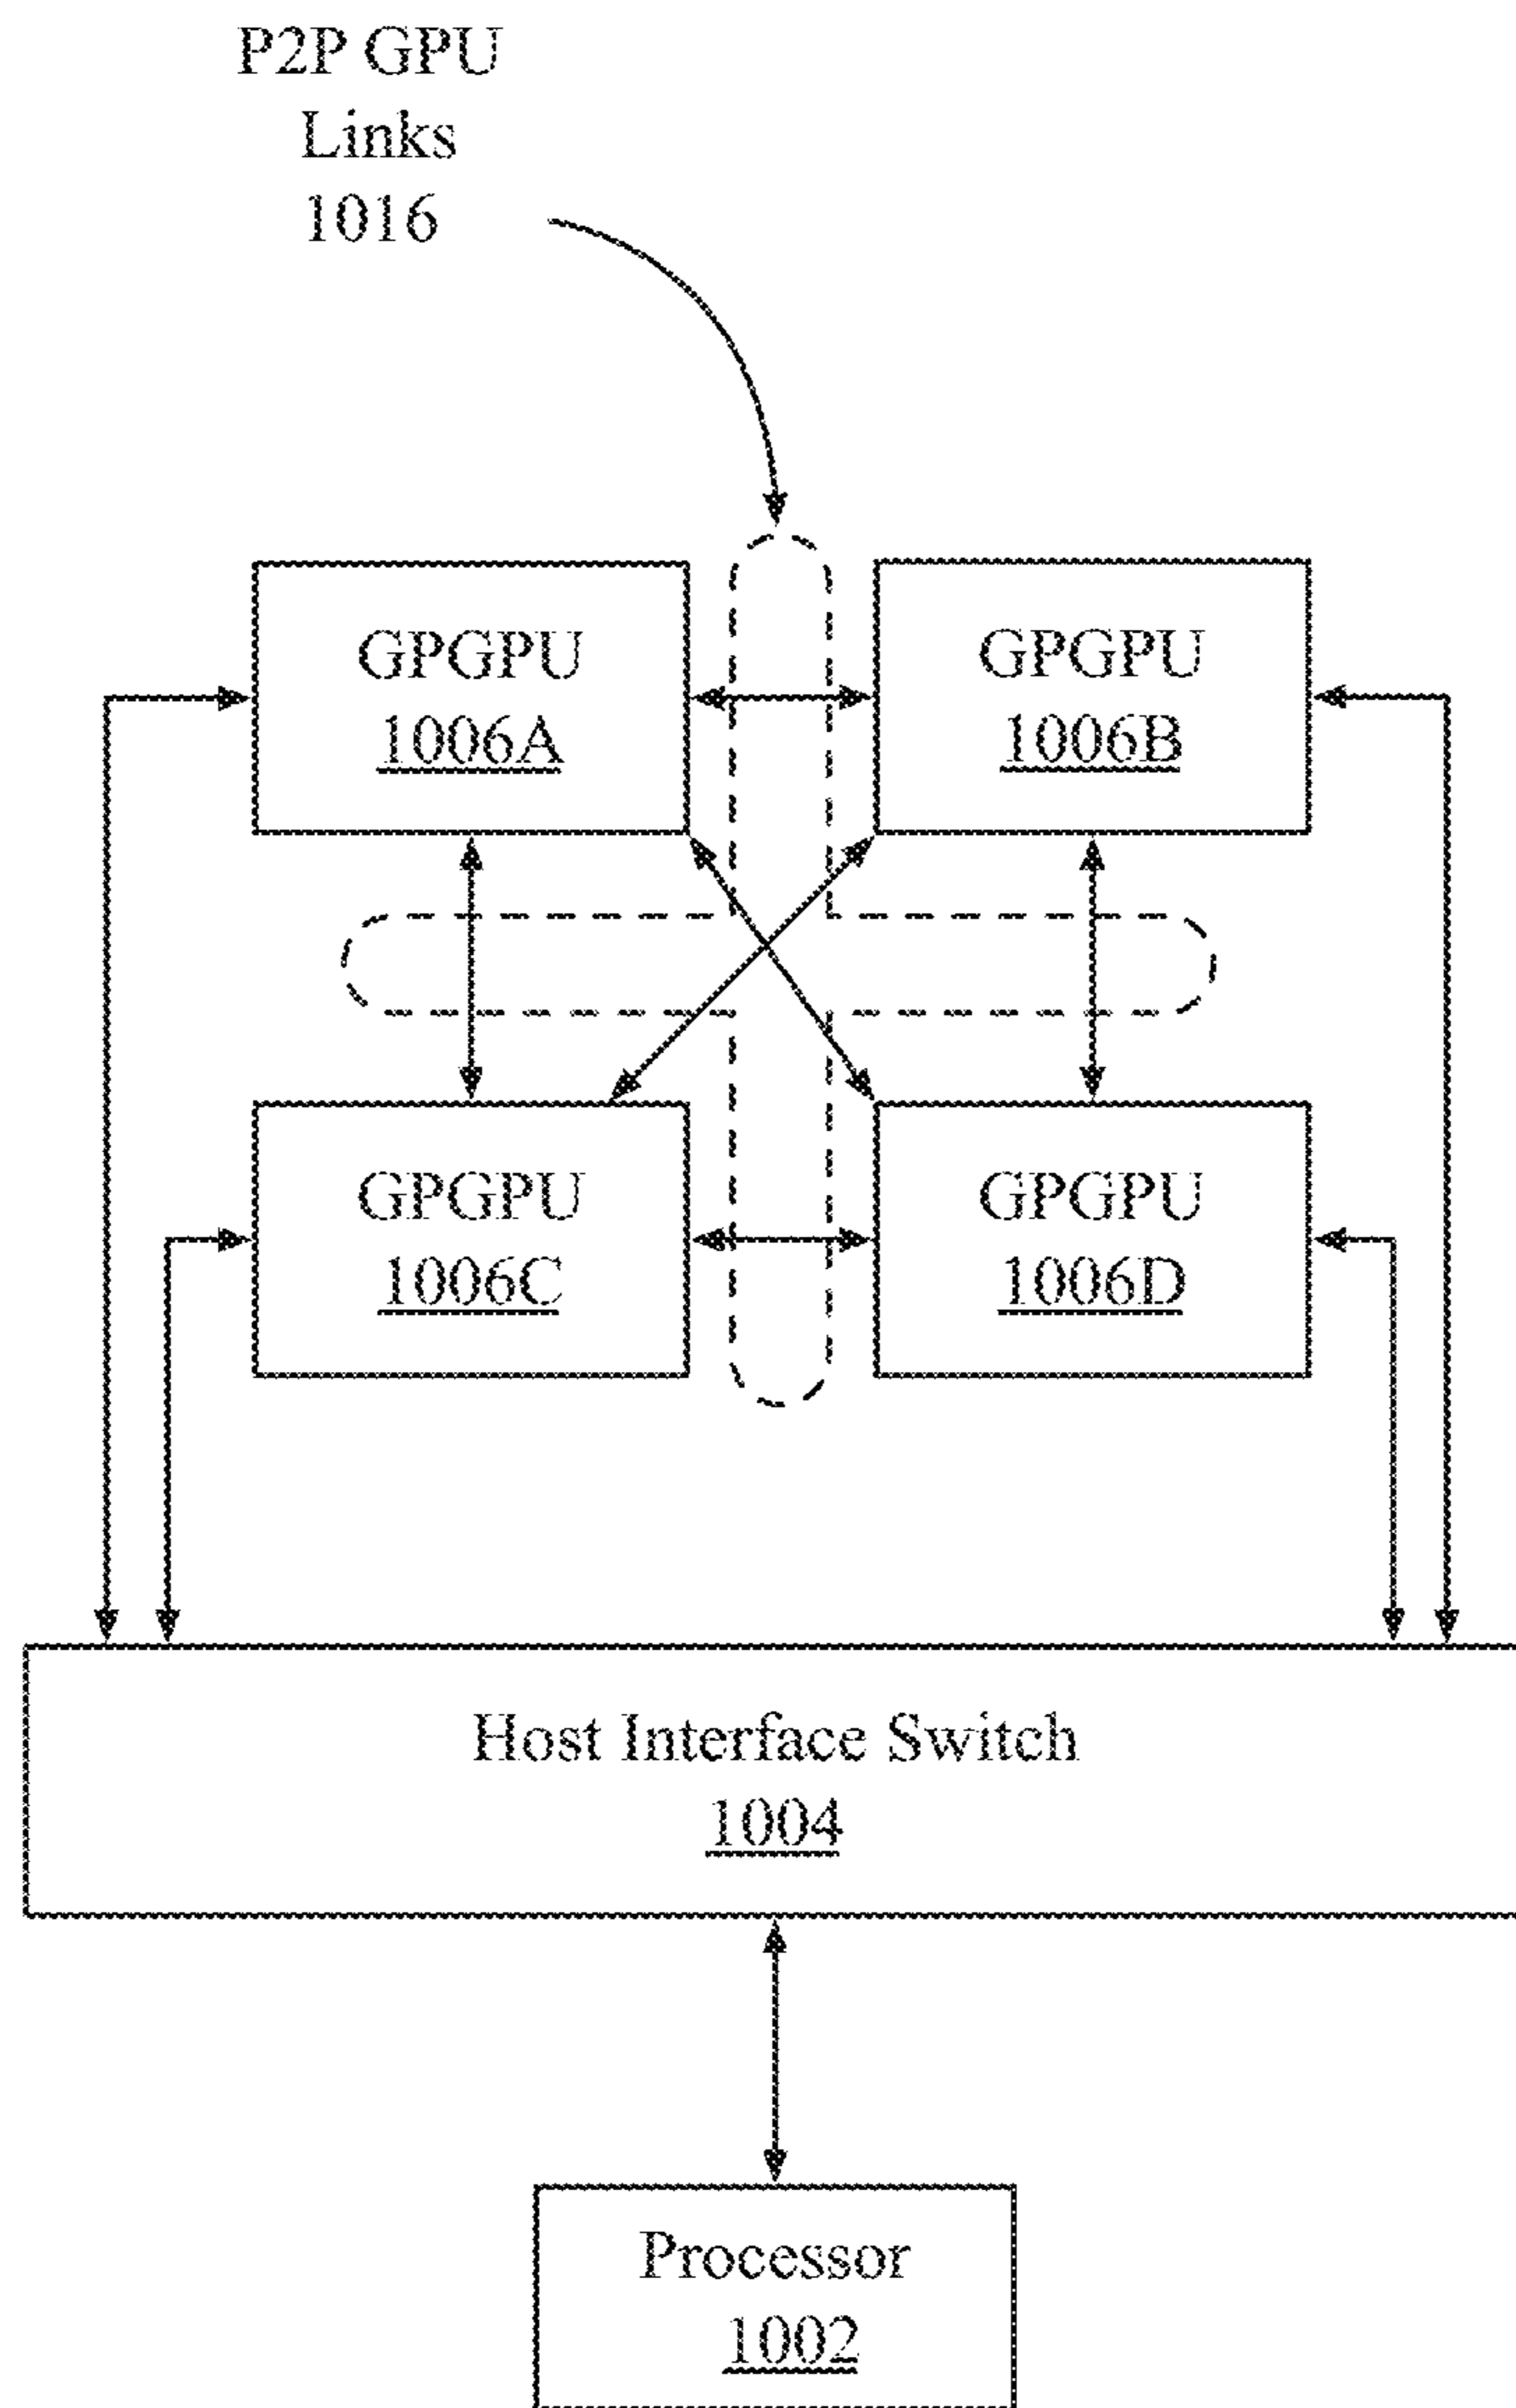 P2P GPU
Links
1016
GPGPU
1006A
GPGPU
1006B
GPGPU
1006C
GPGPU
1006D
Host Interface Switch
1004
Processor
1002